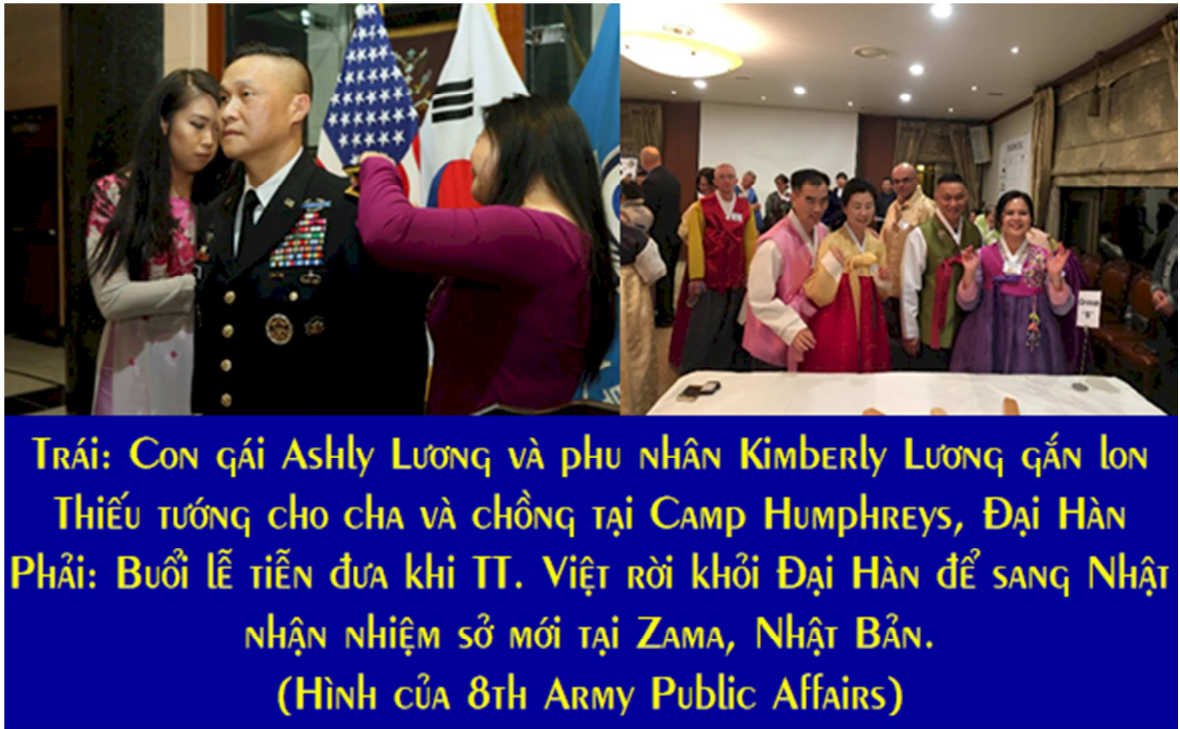 Group
"B"
Trái: Con gái Ashly Lương và phu nhân Kimberly Lương gắn lon
Thiếu tướng cho cha và chồng tại Camp Humphreys, Đại Hàn
Phải: Buổi lễ tiễn đưa khi TT. Việt rời khỏi Đại Hàn để sang Nhật
nhận nhiệm sở mới tại Zama, Nhật Bản.
(Hình của 8th Army Public Affairs)